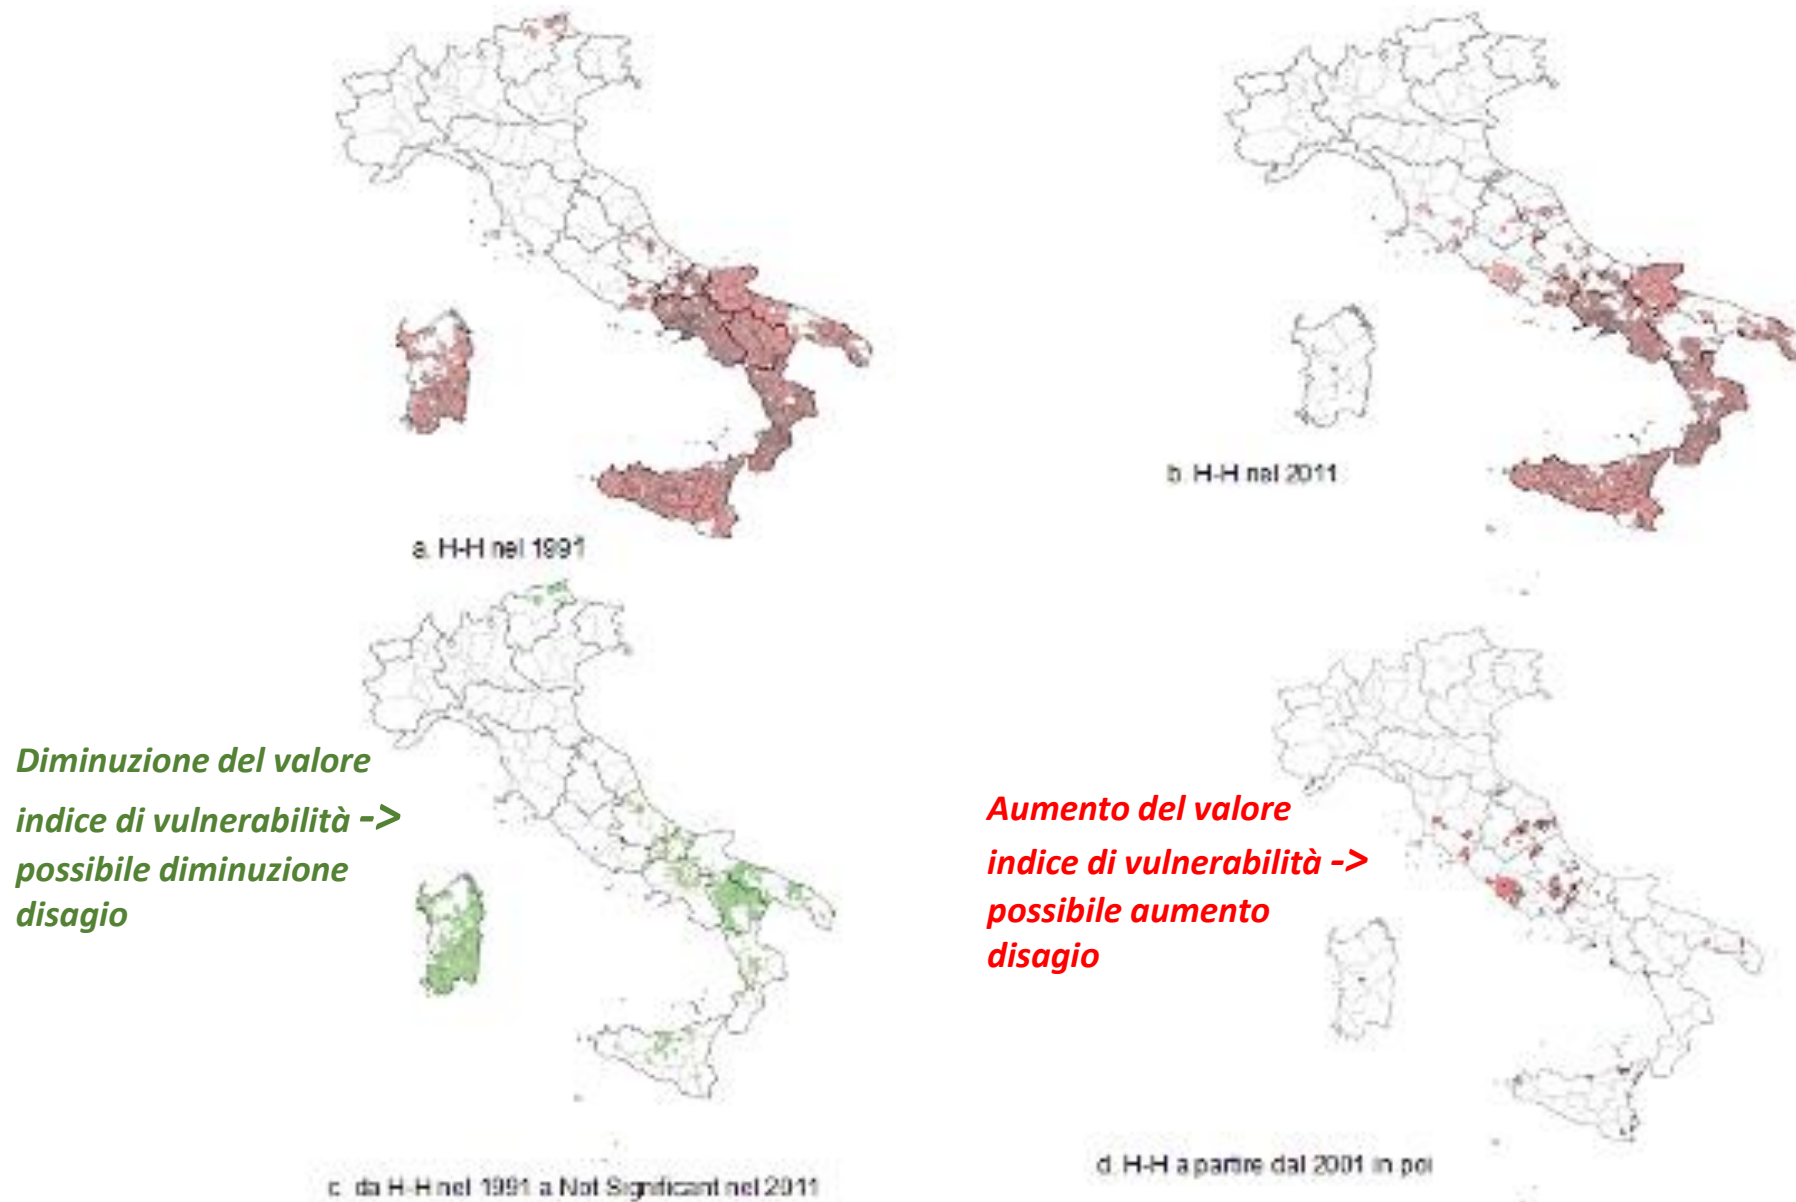 a. H-H nel 1991
b. H-H nel 2011
Diminuzione del valore
indice di vulnerabilità ->
possibile diminuzione
disagio
Aumento del valore
indice di vulnerabilità ->
possibile aumento
disagio
c. da H-H nel 1991 a Not Significant nel 2011
d. H-H a partire dal 2001 in poi